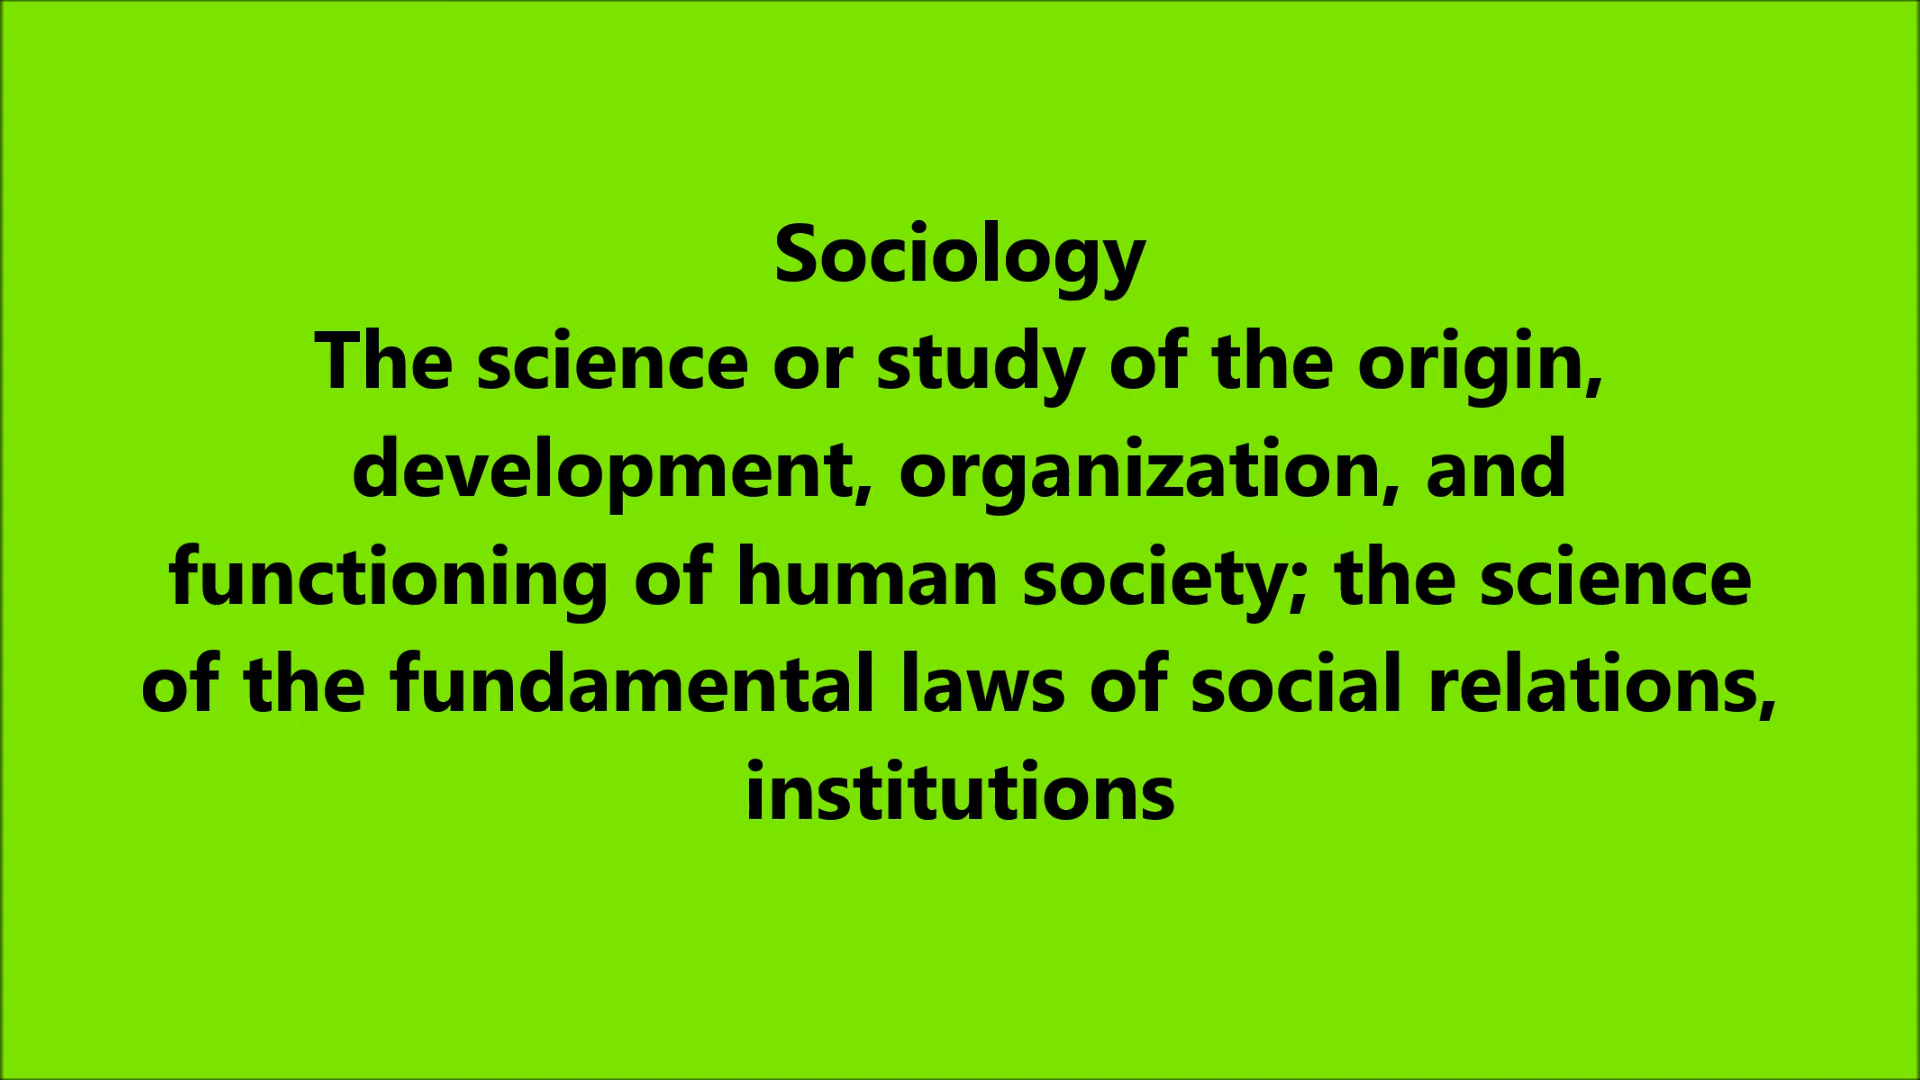 Sociology
The science or study of the origin,
development, organization, and
functioning of human society; the science
of the fundamental laws of social relations,
institutions